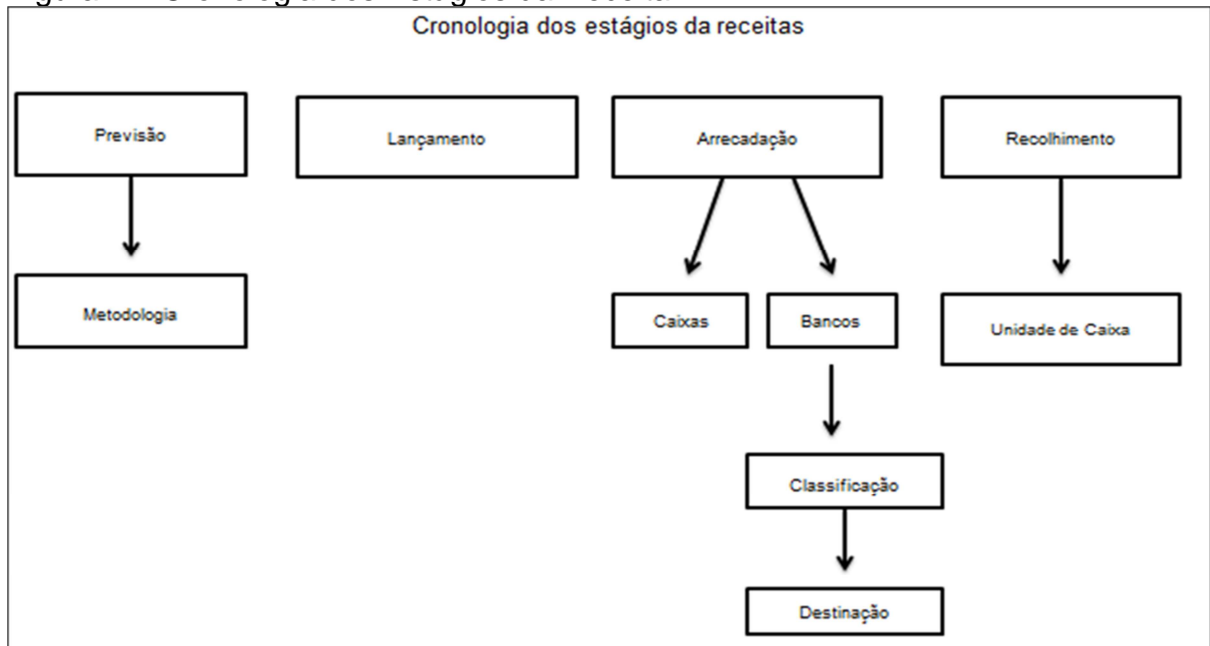 Cronologia dos estágios da receitas
Previsão
Lançamento
Arrecadação
Recolhimento
Metodologia
Caixas
Bancos
Unidade de Caixa
Classificação
Destinação